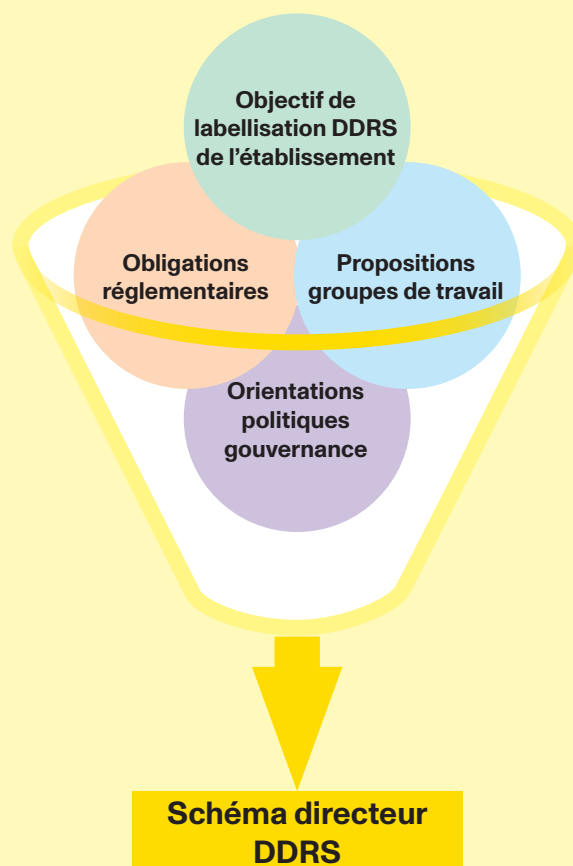 Objectif de
labellisation DDRS
de l’établissement
Obligations
réglementaires
Propositions
groupes de travail
Orientations
politiques
gouvernance
Schéma directeur
DDRS